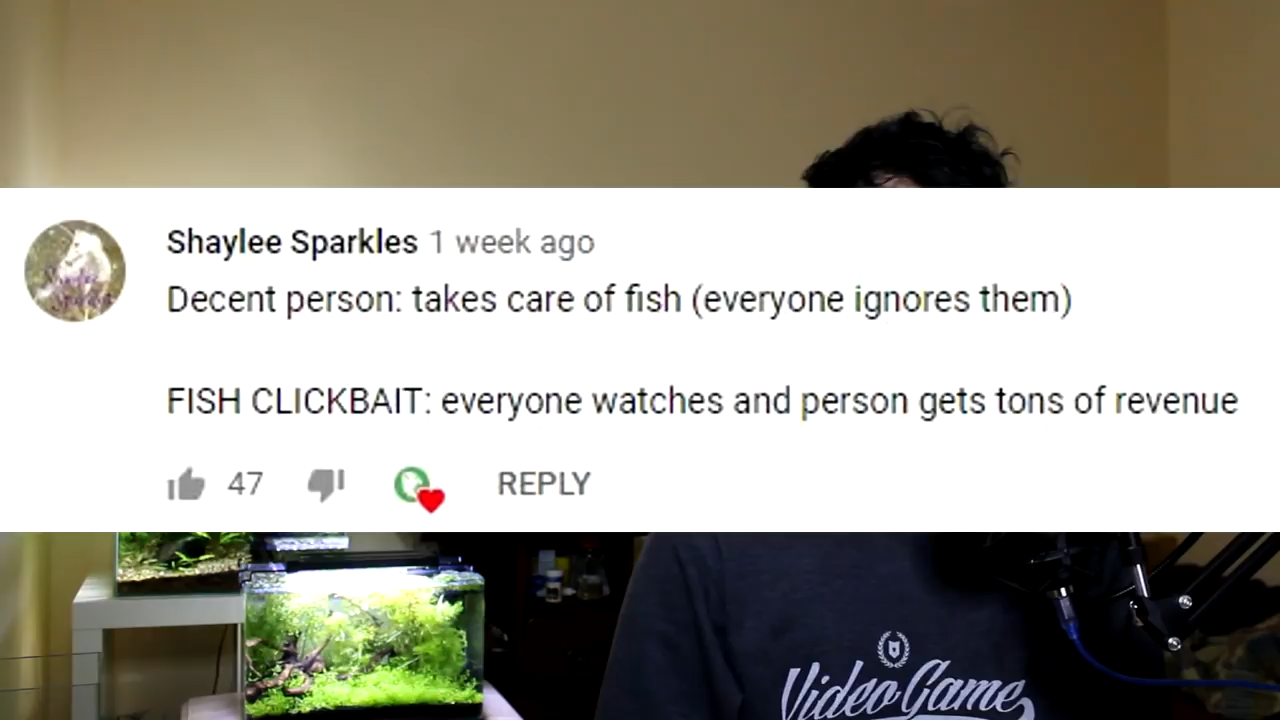 Shaylee Sparkles 1 week ago
Decent person: takes care of fish (everyone ignores them)
FISH CLICKBAIT: everyone watches and person gets tons of revenue
47 REPLY
Video Game